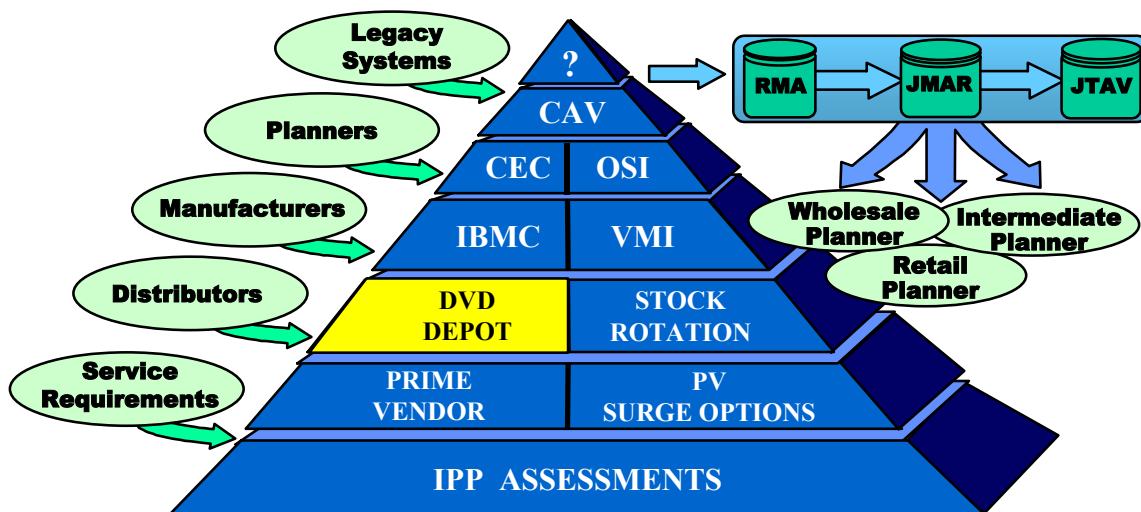 Legacy
Systems
?
RMA
JMAR
JTAV
CAV
Planners
CEC
OSI
Manufacturers
IBMC
VMI
Wholesale
Planner
Intermediate
Planner
Retail
Planner
Distributors
DVD
DEPOT
STOCK
ROTATION
Service
Requirements
PRIME
VENDOR
PV
SURGE OPTIONS
IPP ASSESSMENTS